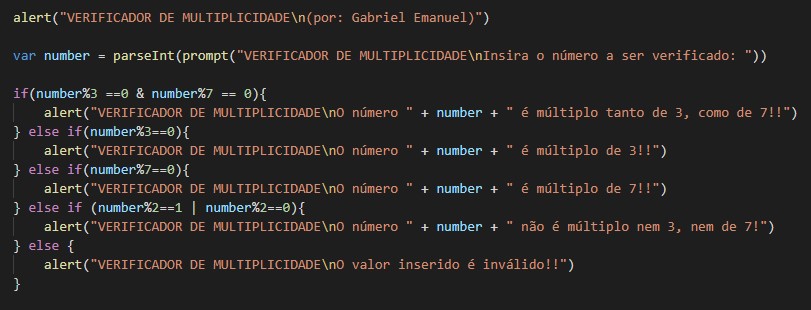 alert("VERIFICADOR DE MULTIPLICIDADE\n(por: Gabriel Emanuel)")
var number = parseInt(prompt("VERIFICADOR DE MULTIPLICIDADE\nInsira o número a ser verificado: "))
if(number%3 ==0 & number%7 == 0){
alert("VERIFICADOR DE MULTIPLICIDADE\nO número " + number + " é múltiplo tanto de 3, como de 7!!")
} else if(number%3==0){
alert("VERIFICADOR DE MULTIPLICIDADE\nO número " + number + " é múltiplo de 3!!")
} else if(number%7==0){
alert("VERIFICADOR DE MULTIPLICIDADE\nO número " + number + " é múltiplo de 7!!")
} else if (number%2==1 | number%2==0){
alert("VERIFICADOR DE MULTIPLICIDADE\nO número " + number + " não é múltiplo nem 3, nem de 7!")
} else {
alert("VERIFICADOR DE MULTIPLICIDADE\nO valor inserido é inválido!!")
}